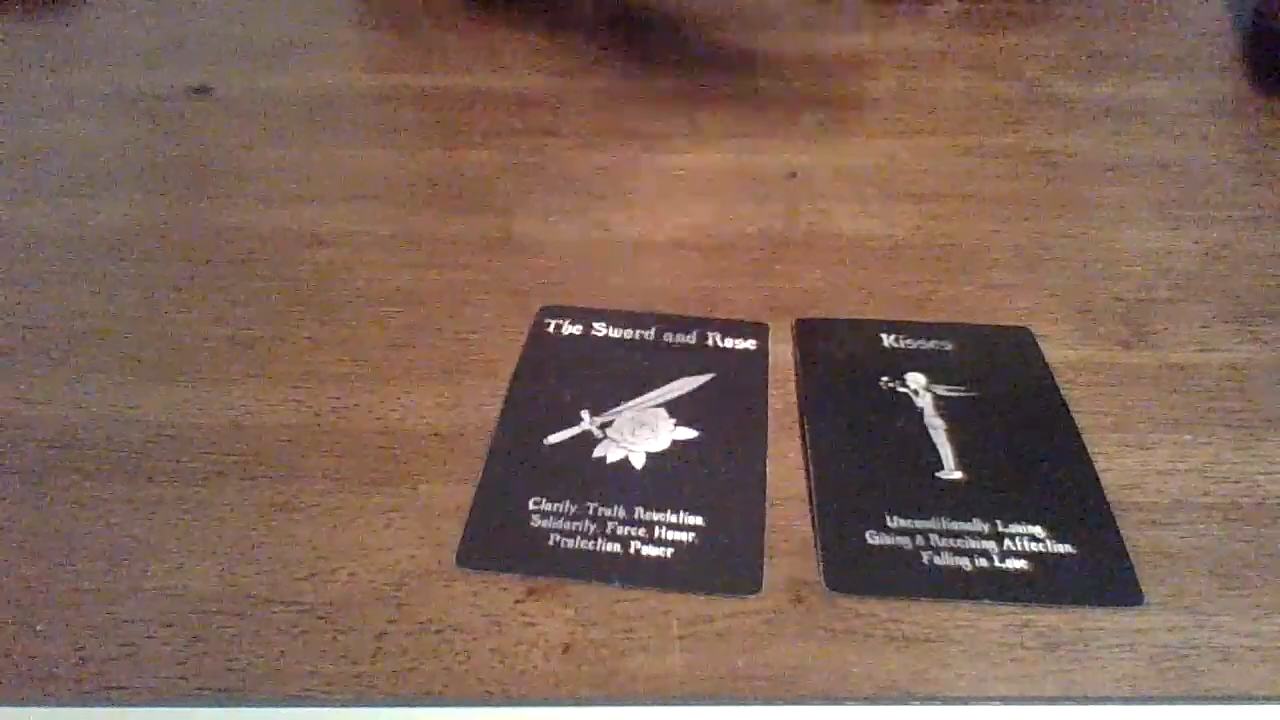 The Sword and Rose
Clarity, Truth, Revelation,
Solidarity, Force, Honor,
Protection, Power
Kisses
Unconditionally Loving,
Giving & Receiving Affection,
Falling in Love